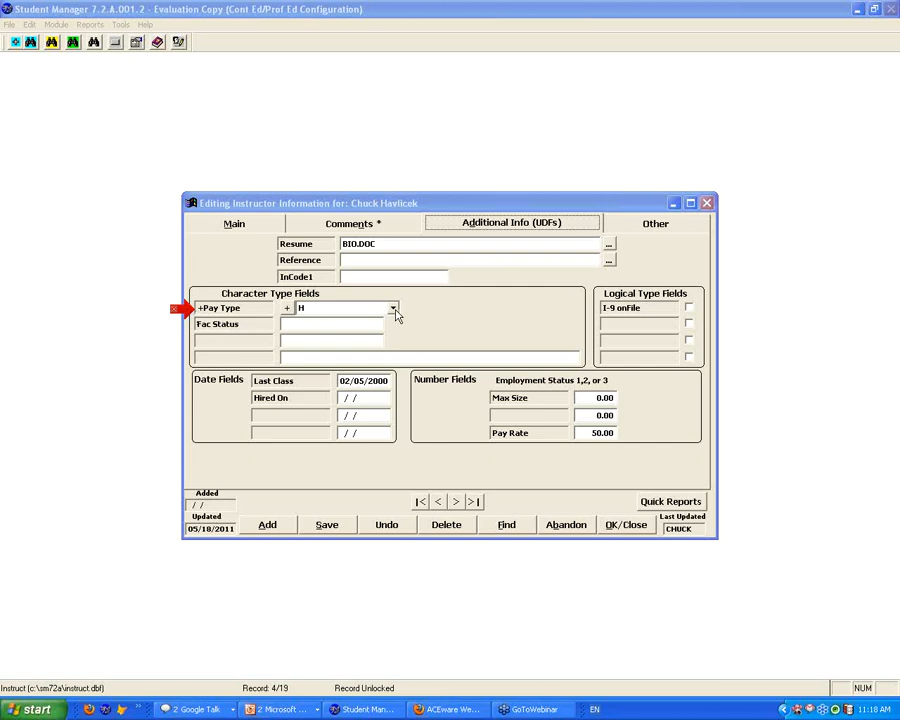 Student Manager 7.2.A.001.2 - Evaluation Copy (Cont Ed/Prof Ed Configuration)
File Edit Module Reports Tools Help
Editing Instructor Information for: Chuck Havlicek
Main Comments * Additional Info (UDFs) Other
Resume BIO.DOC ...
Reference ...
InCode1
Character Type Fields
+Pay Type + H
Fac Status
Logical Type Fields
I-9 onFile
Date Fields
Last Class 02/05/2000
Hired On / /
/ /
/ /
Number Fields Employment Status 1,2, or 3
Max Size 0.00
0.00
Pay Rate 50.00
Added
/ /
|< < > >| Quick Reports
Updated
05/18/2011
Add Save Undo Delete Find Abandon OK/Close
Last Updated
CHUCK
Instruct (c:\sm72a\instruct.dbf) Record: 4/19 Record Unlocked NUM
start 2 Google Talk 2 Microsoft ... Student Man... ACEware We... GoToWebinar EN 11:18 AM